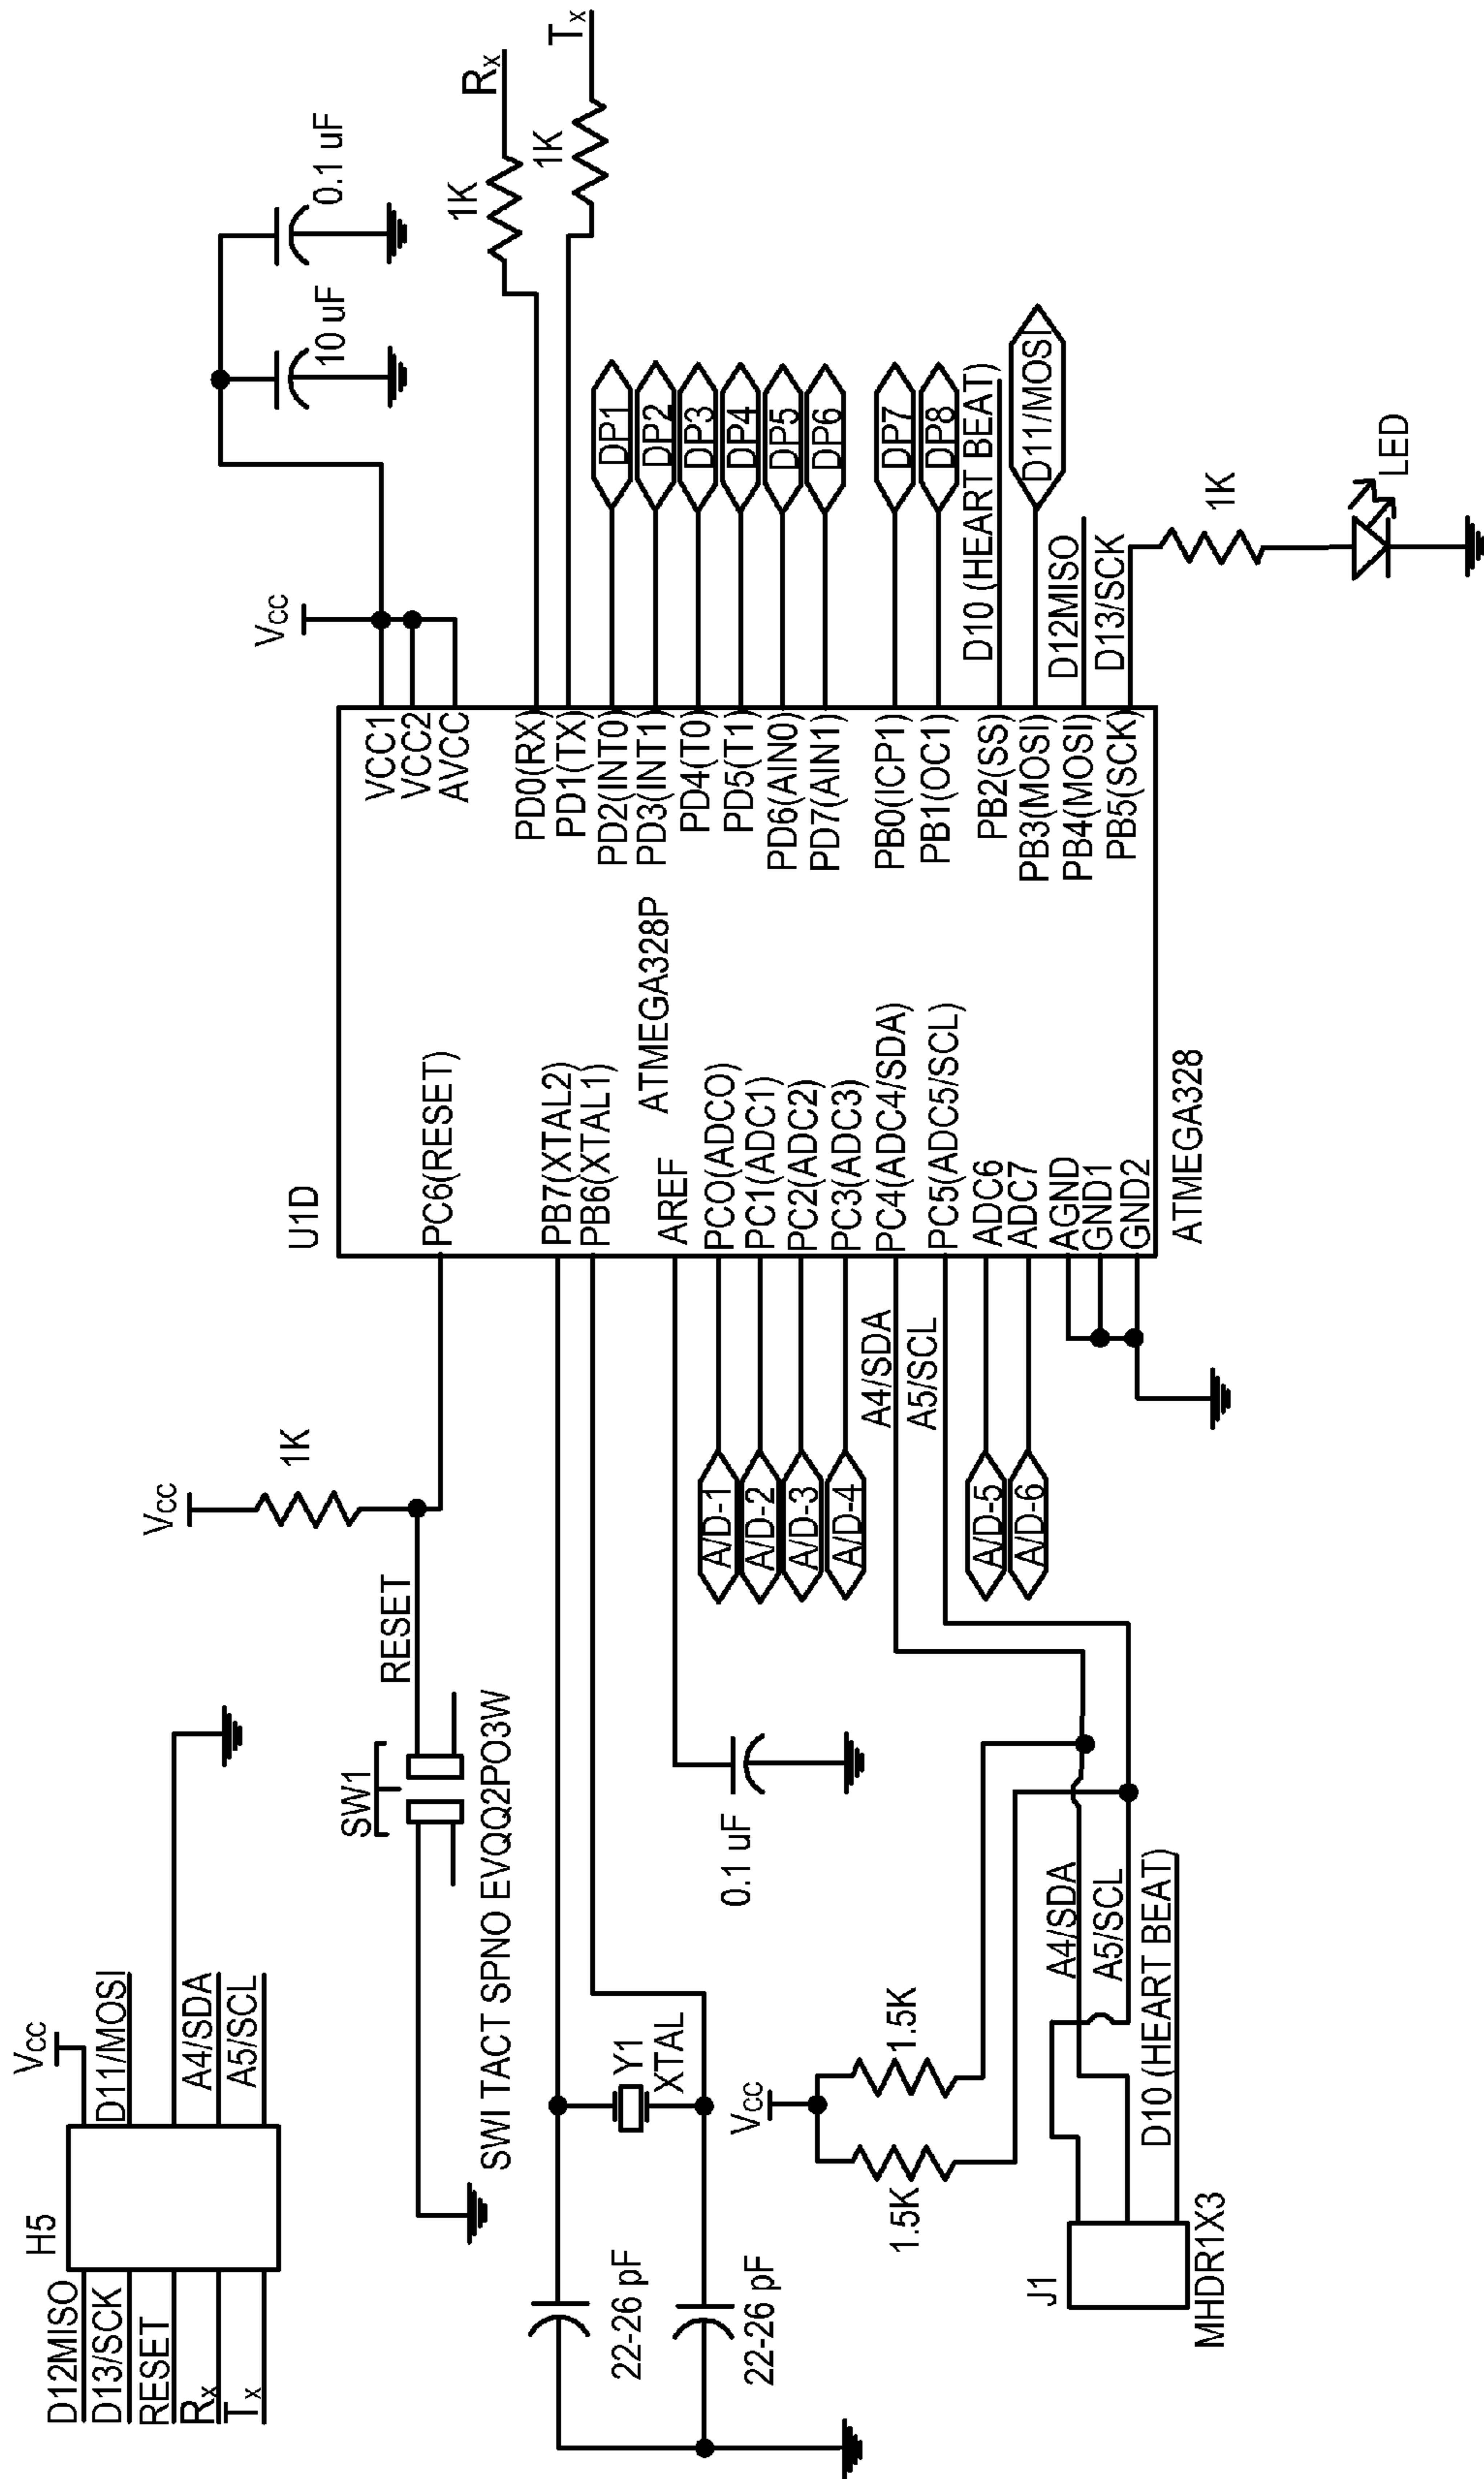 H5
D12MISO
D13/SCK
RESET
Rx
Tx
Vcc
D11/MOSI
A4/SDA
A5/SCL
SW1
RESET
Vcc
1K
SWI TACT SPNO EVQQ2PO3W
22-26 pF
22-26 pF
Y1
XTAL
0.1 uF
Vcc
1.5K
1.5K
J1
MHDR1X3
A4/SDA
A5/SCL
D10 (HEART BEAT)
A/D-1
A/D-2
A/D-3
A/D-4
A4/SDA
A5/SCL
A/D-5
A/D-6
U1D
PC6(RESET)
PB7(XTAL2)
PB6(XTAL1)
AREF
PCO(ADCO)
PC1(ADC1)
PC2(ADC2)
PC3(ADC3)
PC4(ADC4/SDA)
PC5(ADC5/SCL)
ADC6
ADC7
AGND
GND1
GND2
ATMEGA328P
ATMEGA328
VCC1
VCC2
AVCC
PD0(RX)
PD1(TX)
PD2(INT0)
PD3(INT1)
PD4(T0)
PD5(T1)
PD6(AIN0)
PD7(AIN1)
PB0(ICP1)
PB1(OC1)
PB2(SS)
PB3(MOSI)
PB4(MOSI)
PB5(SCK)
Vcc
10 uF
0.1 uF
1K
Rx
1K
Tx
DP1
DP2
DP3
DP4
DP5
DP6
DP7
DP8
D10 (HEART BEAT)
D11/MOSI
D12MISO
D13/SCK
1K
LED